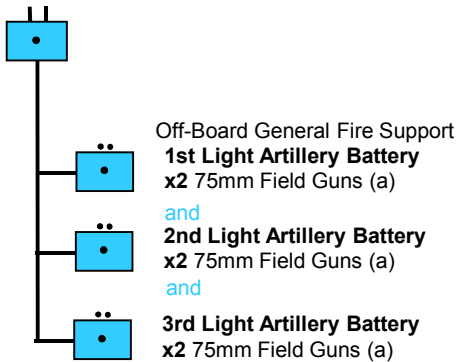 Off-Board General Fire Support
1st Light Artillery Battery
x2 75mm Field Guns (a)
and
2nd Light Artillery Battery
x2 75mm Field Guns (a)
and
3rd Light Artillery Battery
x2 75mm Field Guns (a)